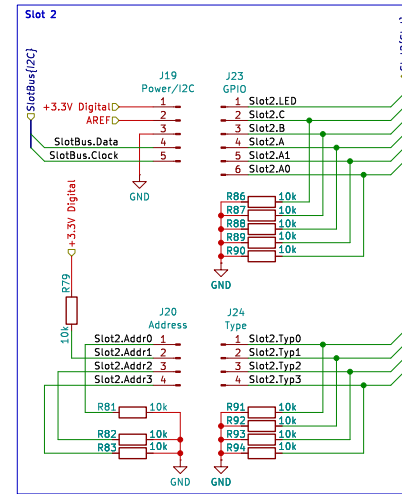 Slot 2
SlotBus{I2C}
J19
Power/I2C
+3.3V Digital
AREF
1
2
3
4
5
SlotBus.Data
SlotBus.Clock
GND
J23
GPIO
1 Slot2.LED
2 Slot2.C
3 Slot2.B
4 Slot2.A
5 Slot2.A1
6 Slot2.A0
R86 10k
R87 10k
R88 10k
R89 10k
R90 10k
GND
+3.3V Digital
R79
10k
J20
Address
Slot2.Addr0 1
Slot2.Addr1 2
Slot2.Addr2 3
Slot2.Addr3 4
R81 10k
R82 10k
R83 10k
GND
J24
Type
1 Slot2.Typ0
2 Slot2.Typ1
3 Slot2.Typ2
4 Slot2.Typ3
R91 10k
R92 10k
R93 10k
R94 10k
GND